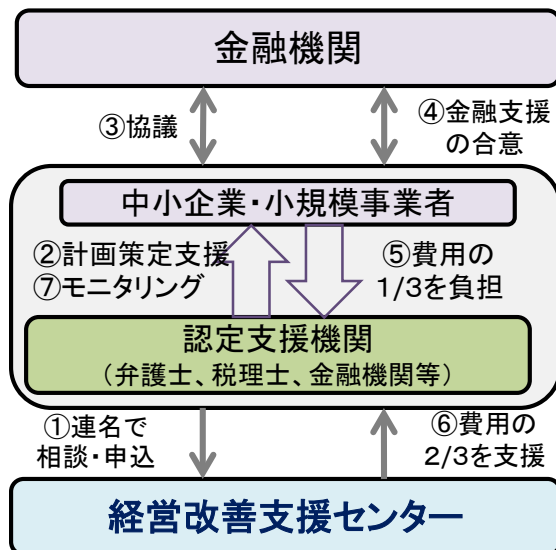 金融機関
③協議
④金融支援
の合意
中小企業・小規模事業者
②計画策定支援
⑦モニタリング
⑤費用の
1/3を負担
認定支援機関
（弁護士、税理士、金融機関等）
①連名で
相談・申込
⑥費用の
2/3を支援
経営改善支援センター